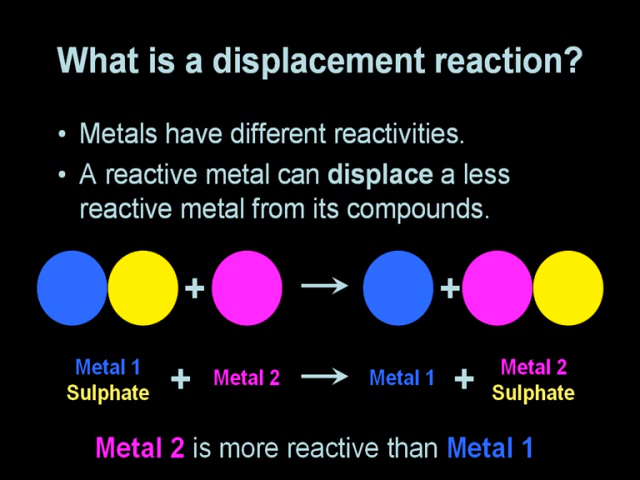 What is a displacement reaction?
• Metals have different reactivities.
• A reactive metal can displace a less
reactive metal from its compounds.
+ → +
Metal 1
Sulphate + Metal 2 → Metal 1 + Metal 2
Sulphate
Metal 2 is more reactive than Metal 1